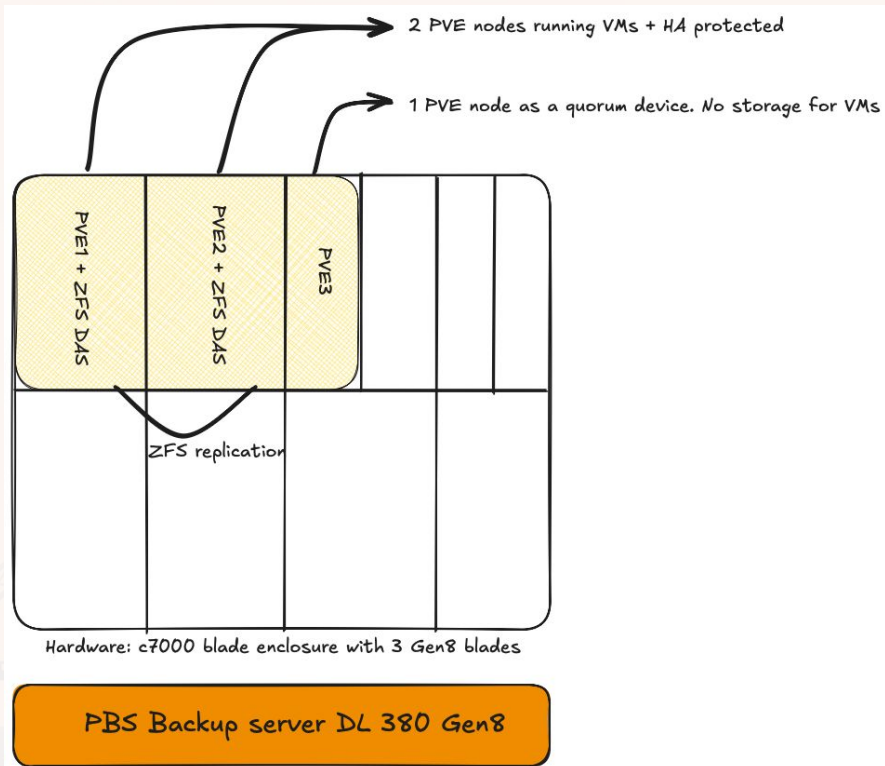 2 PVE nodes running VMs + HA protected
1 PVE node as a quorum device. No storage for VMs
PVE1 + ZFS DAS
PVE2 + ZFS DAS
PVE3
ZFS replication
Hardware: c7000 blade enclosure with 3 Gen8 blades
PBS Backup server DL 380 Gen8